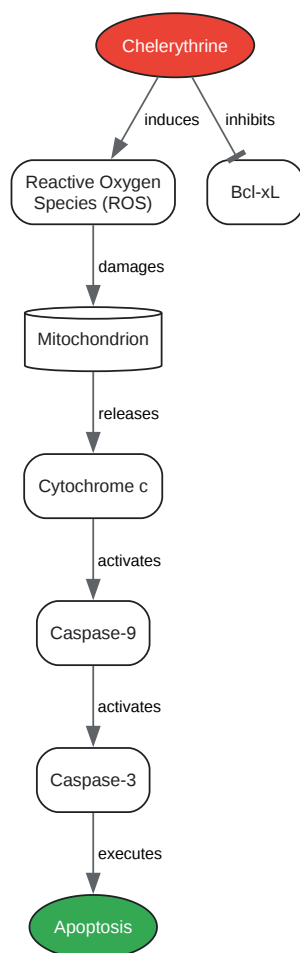 Chelerythrine
induces
inhibits
Reactive Oxygen
Species (ROS)
Bcl-xL
damages
Mitochondrion
releases
Cytochrome c
activates
Caspase-9
activates
Caspase-3
executes
Apoptosis